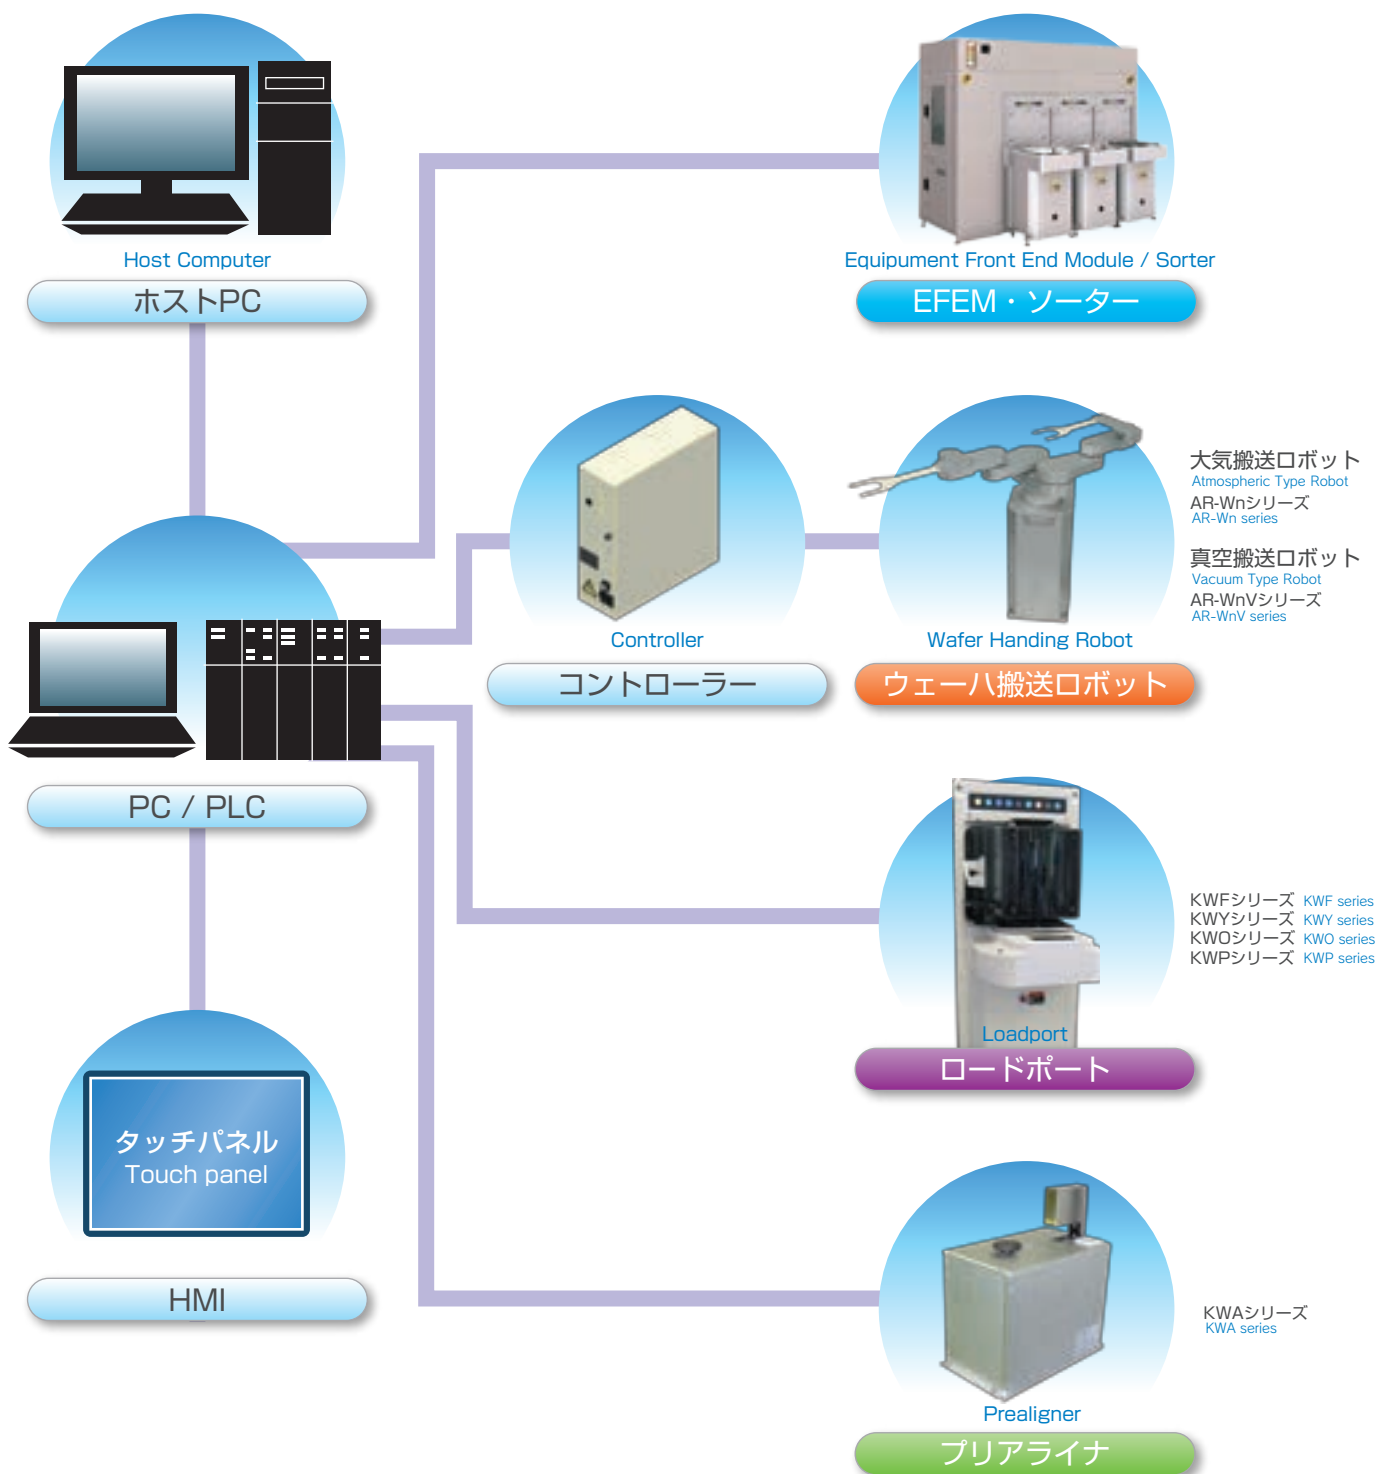 Host Computer
ホストPC
Equipument Front End Module / Sorter
EFEM・ソーター
Controller
コントローラー
Wafer Handing Robot
ウェーハ搬送ロボット
大気搬送ロボット
Atmospheric Type Robot
AR-Wnシリーズ
AR-Wn series
真空搬送ロボット
Vacuum Type Robot
AR-WnVシリーズ
AR-WnV series
PC / PLC
Loadport
ロードポート
KWFシリーズ KWF series
KWYシリーズ KWY series
KWOシリーズ KWO series
KWPシリーズ KWP series
タッチパネル
Touch panel
HMI
Prealigner
プリアライナ
KWAシリーズ
KWA series